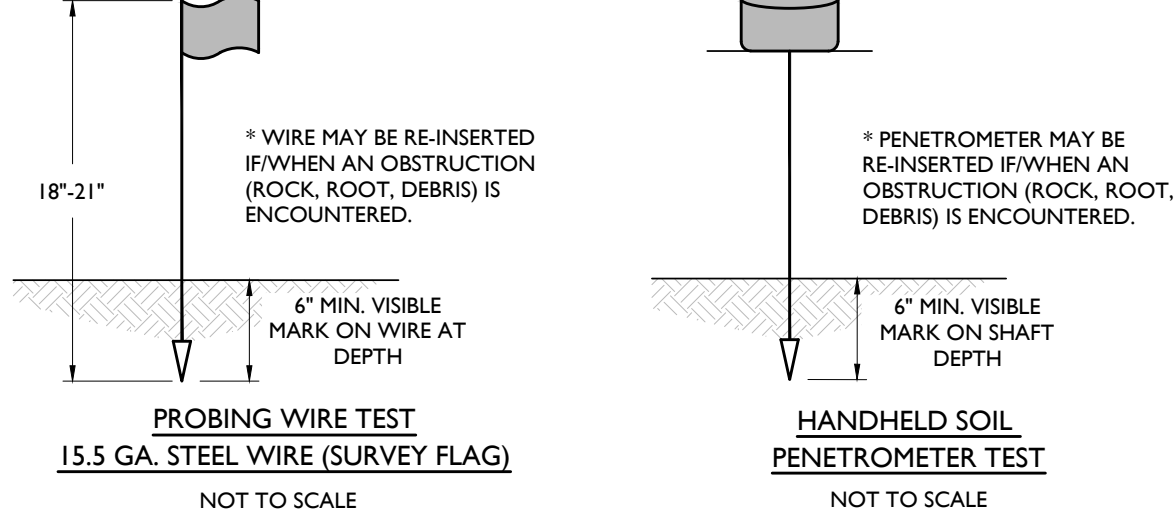 18"-21"
* WIRE MAY BE RE-INSERTED
IF/WHEN AN OBSTRUCTION
(ROCK, ROOT, DEBRIS) IS
ENCOUNTERED.
6" MIN. VISIBLE
MARK ON WIRE AT
DEPTH
PROBING WIRE TEST
15.5 GA. STEEL WIRE (SURVEY FLAG)
NOT TO SCALE
* PENETROMETER MAY BE
RE-INSERTED IF/WHEN AN
OBSTRUCTION (ROCK, ROOT,
DEBRIS) IS ENCOUNTERED.
6" MIN. VISIBLE
MARK ON SHAFT
DEPTH
HANDHELD SOIL
PENETROMETER TEST
NOT TO SCALE